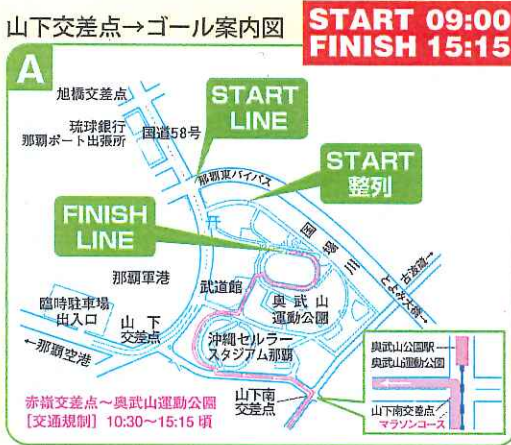 山下交差点→ゴール案内図
START 09:00
FINISH 15:15
A
旭橋交差点
琉球銀行
那覇ポート出張所
国道58号
START
LINE
那覇東バイパス
START
整列
FINISH
LINE
国場川
古波蔵→
とよみ大橋→
那覇軍港
武道館
奥武山
運動公園
臨時駐車場
出入口
山下
交差点
沖縄セルラー
スタジアム那覇
←那覇空港
奥武山公園駅
奥武山運動公園
山下南
交差点
山下南交差点
マラソンコース
赤嶺交差点～奥武山運動公園
[交通規制] 10:30～15:15 頃